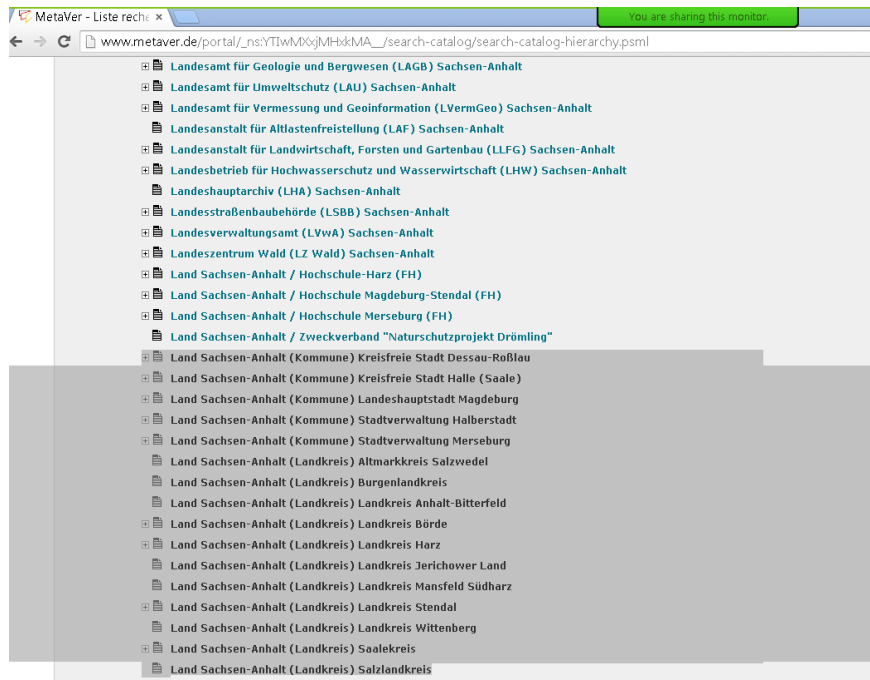 MetaVer - Liste reche
You are sharing this monitor.
www.metaver.de/portal/_ns:YTIwMXxjMHxkMA__/search-catalog/search-catalog-hierarchy.psml
Landesamt für Geologie und Bergwesen (LAGB) Sachsen-Anhalt
Landesamt für Umweltschutz (LAU) Sachsen-Anhalt
Landesamt für Vermessung und Geoinformation (LVermGeo) Sachsen-Anhalt
Landesanstalt für Altlastenfreistellung (LAF) Sachsen-Anhalt
Landesanstalt für Landwirtschaft, Forsten und Gartenbau (LLFG) Sachsen-Anhalt
Landesbetrieb für Hochwasserschutz und Wasserwirtschaft (LHW) Sachsen-Anhalt
Landeshauptarchiv (LHA) Sachsen-Anhalt
Landesstraßenbaubehörde (LSBB) Sachsen-Anhalt
Landesverwaltungsamt (LVwA) Sachsen-Anhalt
Landeszentrum Wald (LZ Wald) Sachsen-Anhalt
Land Sachsen-Anhalt / Hochschule-Harz (FH)
Land Sachsen-Anhalt / Hochschule Magdeburg-Stendal (FH)
Land Sachsen-Anhalt / Hochschule Merseburg (FH)
Land Sachsen-Anhalt / Zweckverband "Naturschutzprojekt Drömling"
Land Sachsen-Anhalt (Kommune) Kreisfreie Stadt Dessau-Roßlau
Land Sachsen-Anhalt (Kommune) Kreisfreie Stadt Halle (Saale)
Land Sachsen-Anhalt (Kommune) Landeshauptstadt Magdeburg
Land Sachsen-Anhalt (Kommune) Stadtverwaltung Halberstadt
Land Sachsen-Anhalt (Kommune) Stadtverwaltung Merseburg
Land Sachsen-Anhalt (Landkreis) Altmarkkreis Salzwedel
Land Sachsen-Anhalt (Landkreis) Burgenlandkreis
Land Sachsen-Anhalt (Landkreis) Landkreis Anhalt-Bitterfeld
Land Sachsen-Anhalt (Landkreis) Landkreis Börde
Land Sachsen-Anhalt (Landkreis) Landkreis Harz
Land Sachsen-Anhalt (Landkreis) Landkreis Jerichower Land
Land Sachsen-Anhalt (Landkreis) Landkreis Mansfeld Südharz
Land Sachsen-Anhalt (Landkreis) Landkreis Stendal
Land Sachsen-Anhalt (Landkreis) Landkreis Wittenberg
Land Sachsen-Anhalt (Landkreis) Saalekreis
Land Sachsen-Anhalt (Landkreis) Salzlandkreis